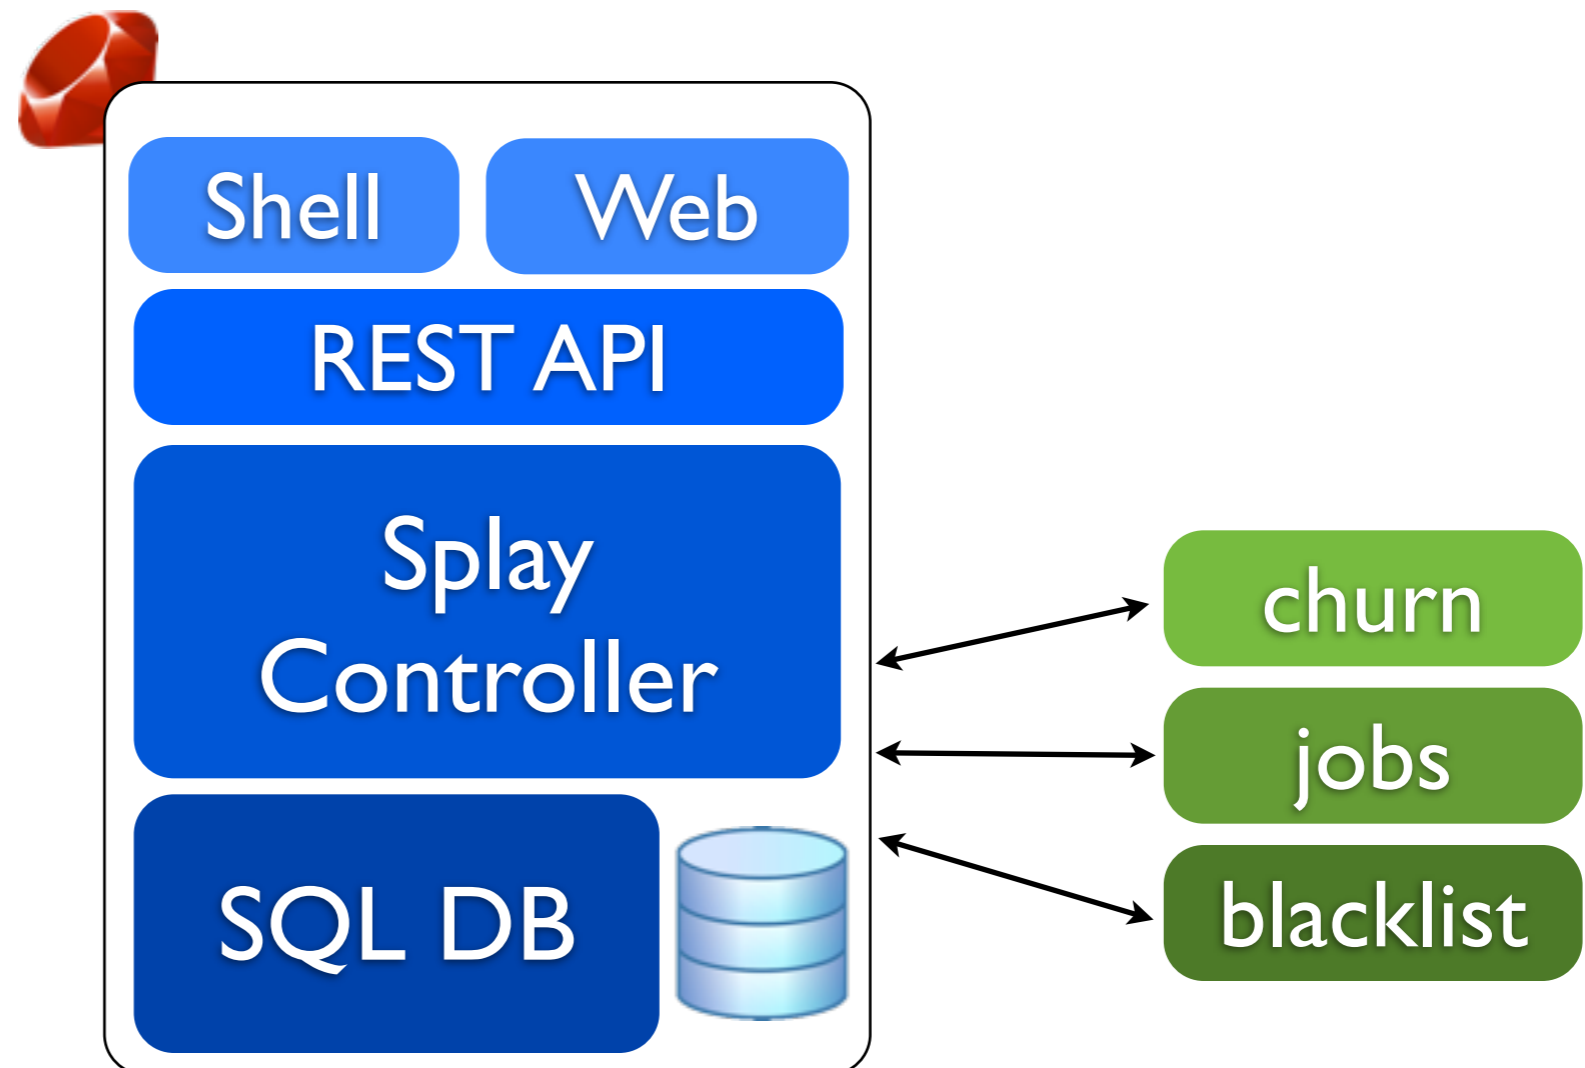 Shell
Web
REST API
Splay
Controller
SQL DB
churn
jobs
blacklist